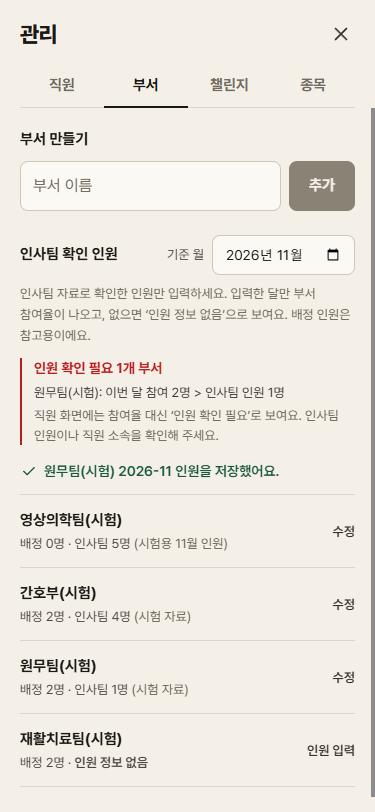 관리
직원 부서 챌린지 종목
부서 만들기
부서 이름 추가
인사팀 확인 인원 기준 월 2026년 11월
인사팀 자료로 확인한 인원만 입력하세요. 입력한 달만 부서
참여율이 나오고, 없으면 ‘인원 정보 없음’으로 보여요. 배정 인원은
참고용이에요.
인원 확인 필요 1개 부서
원무팀(시험): 이번 달 참여 2명 > 인사팀 인원 1명
직원 화면에는 참여율 대신 ‘인원 확인 필요’로 보여요. 인사팀
인원이나 직원 소속을 확인해 주세요.
원무팀(시험) 2026-11 인원을 저장했어요.
영상의학팀(시험)
수정
배정 0명 · 인사팀 5명 (시험용 11월 인원)
간호부(시험)
수정
배정 2명 · 인사팀 4명 (시험 자료)
원무팀(시험)
수정
배정 2명 · 인사팀 1명 (시험 자료)
재활치료팀(시험)
인원 입력
배정 2명 · 인원 정보 없음